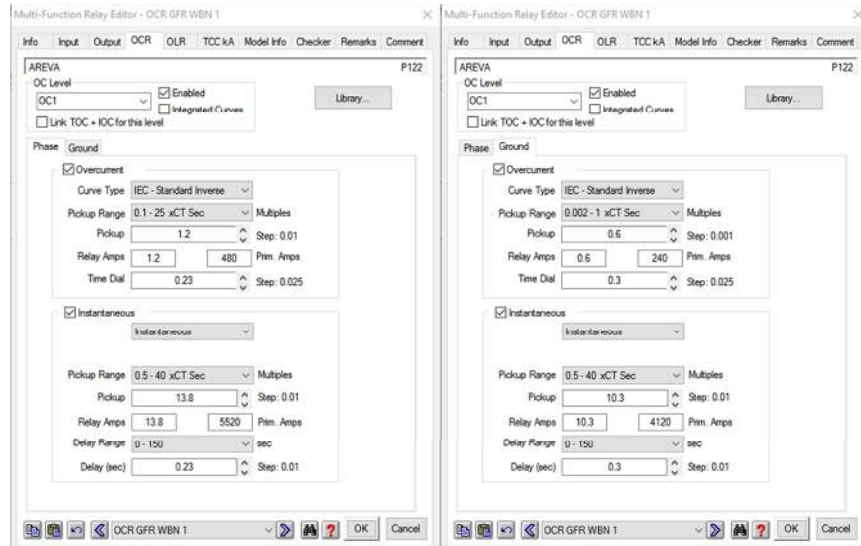 Multi-Function Relay Editor - OCR GFR WBN 1
Info Input Output OCR OLR TCC kA Model Info Checker Remarks Comment
AREVA P122
OC Level
OC1
Enabled
Integrated Curves
Library...
Link TOC + IOC for this level
Phase Ground
Overcurrent
Curve Type IEC - Standard Inverse
Pickup Range 0.1 - 25 xCT Sec Multiples
Pickup 1.2 Step: 0.01
Relay Amps 1.2 480 Prim. Amps
Time Dial 0.23 Step: 0.025
Instantaneous
Instantaneous
Pickup Range 0.5 - 40 xCT Sec Multiples
Pickup 13.8 Step: 0.01
Relay Amps 13.8 5520 Prim. Amps
Delay Range 0 - 150 sec
Delay (sec) 0.23 Step: 0.01
OCR GFR WBN 1 OK Cancel
Multi-Function Relay Editor - OCR GFR WBN 1
Info Input Output OCR OLR TCC kA Model Info Checker Remarks Comment
AREVA P122
OC Level
OC1
Enabled
Integrated Curves
Library...
Link TOC + IOC for this level
Phase Ground
Overcurrent
Curve Type IEC - Standard Inverse
Pickup Range 0.002 - 1 xCT Sec Multiples
Pickup 0.6 Step: 0.001
Relay Amps 0.6 240 Prim. Amps
Time Dial 0.3 Step: 0.025
Instantaneous
Instantaneous
Pickup Range 0.5 - 40 xCT Sec Multiples
Pickup 10.3 Step: 0.01
Relay Amps 10.3 4120 Prim. Amps
Delay Range 0 - 150 sec
Delay (sec) 0.3 Step: 0.01
OCR GFR WBN 1 OK Cancel